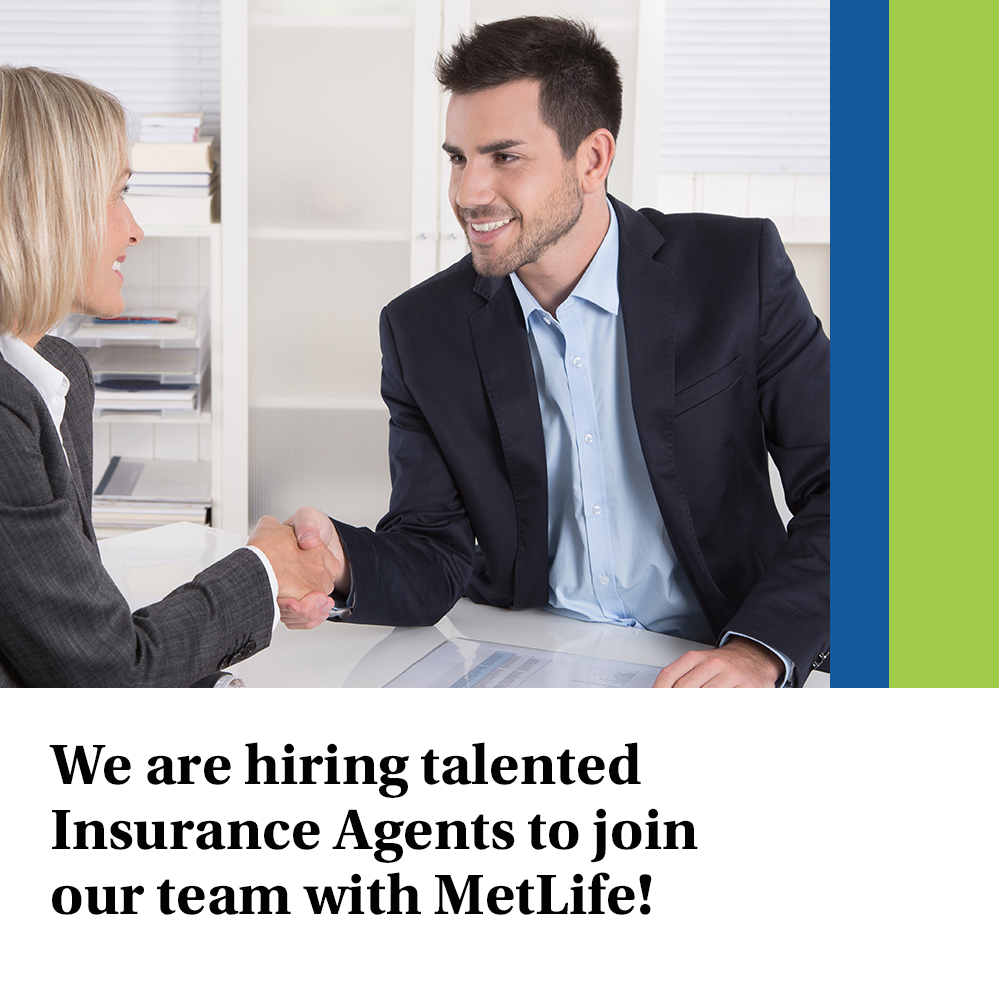 We are hiring talented
Insurance Agents to join
our team with MetLife!